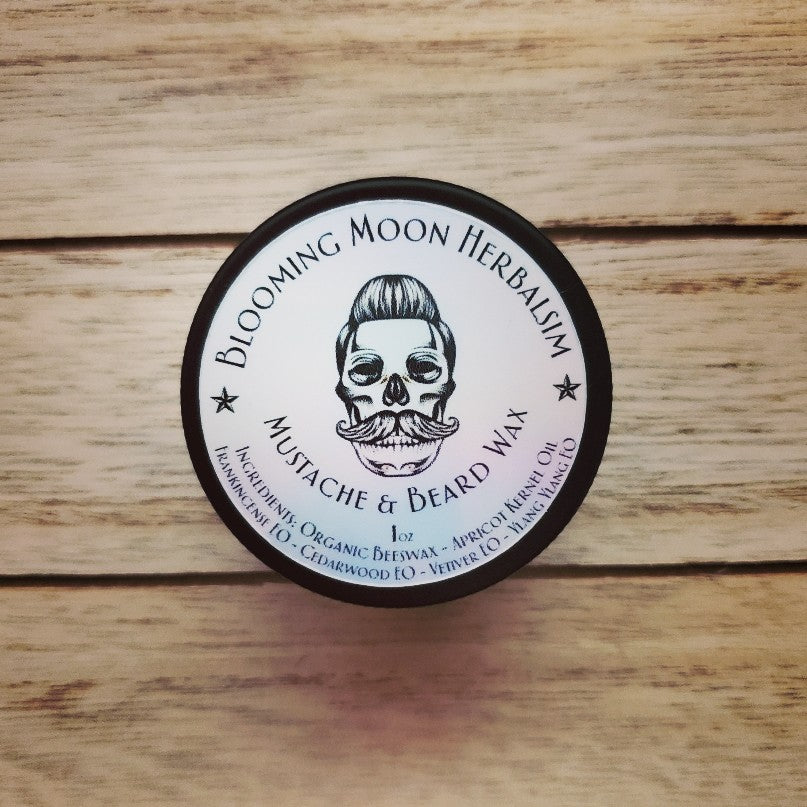 Blooming Moon Herbalsim
Mustache & Beard Wax
1oz
Ingredients: Organic Beeswax - Apricot Kernel Oil
Frankincense EO - Cedarwood EO - Vetiver EO - Ylang Ylang EO